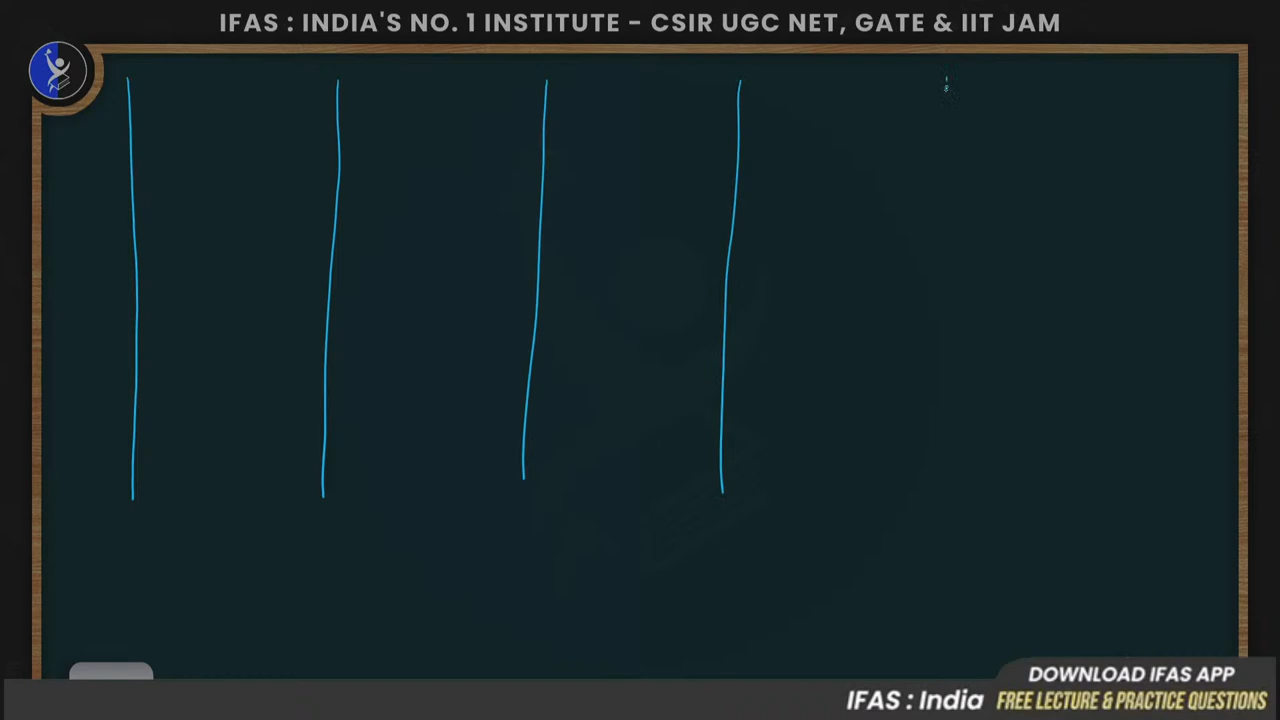 IFAS : INDIA'S NO. 1 INSTITUTE - CSIR UGC NET, GATE & IIT JAM
DOWNLOAD IFAS APP
IFAS : India FREE LECTURE & PRACTICE QUESTIONS